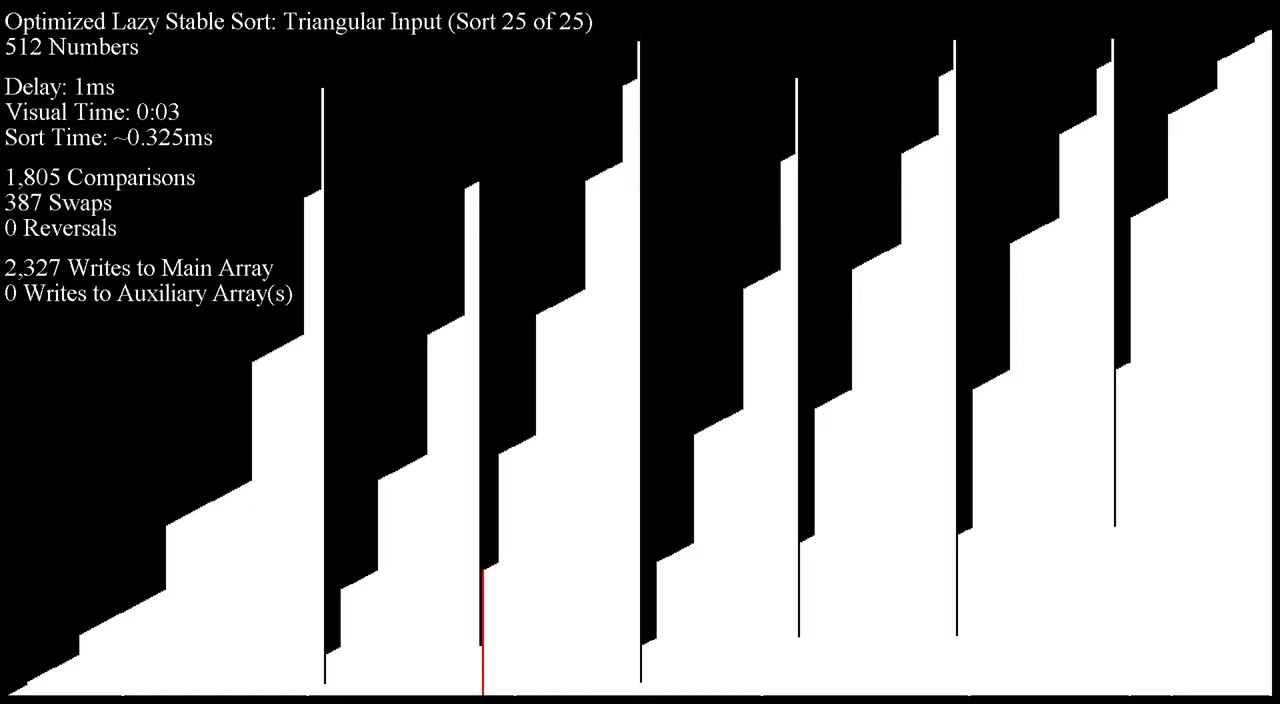 Optimized Lazy Stable Sort: Triangular Input (Sort 25 of 25)
512 Numbers
Delay: 1ms
Visual Time: 0:03
Sort Time: ~0.325ms
1,805 Comparisons
387 Swaps
0 Reversals
2,327 Writes to Main Array
0 Writes to Auxiliary Array(s)